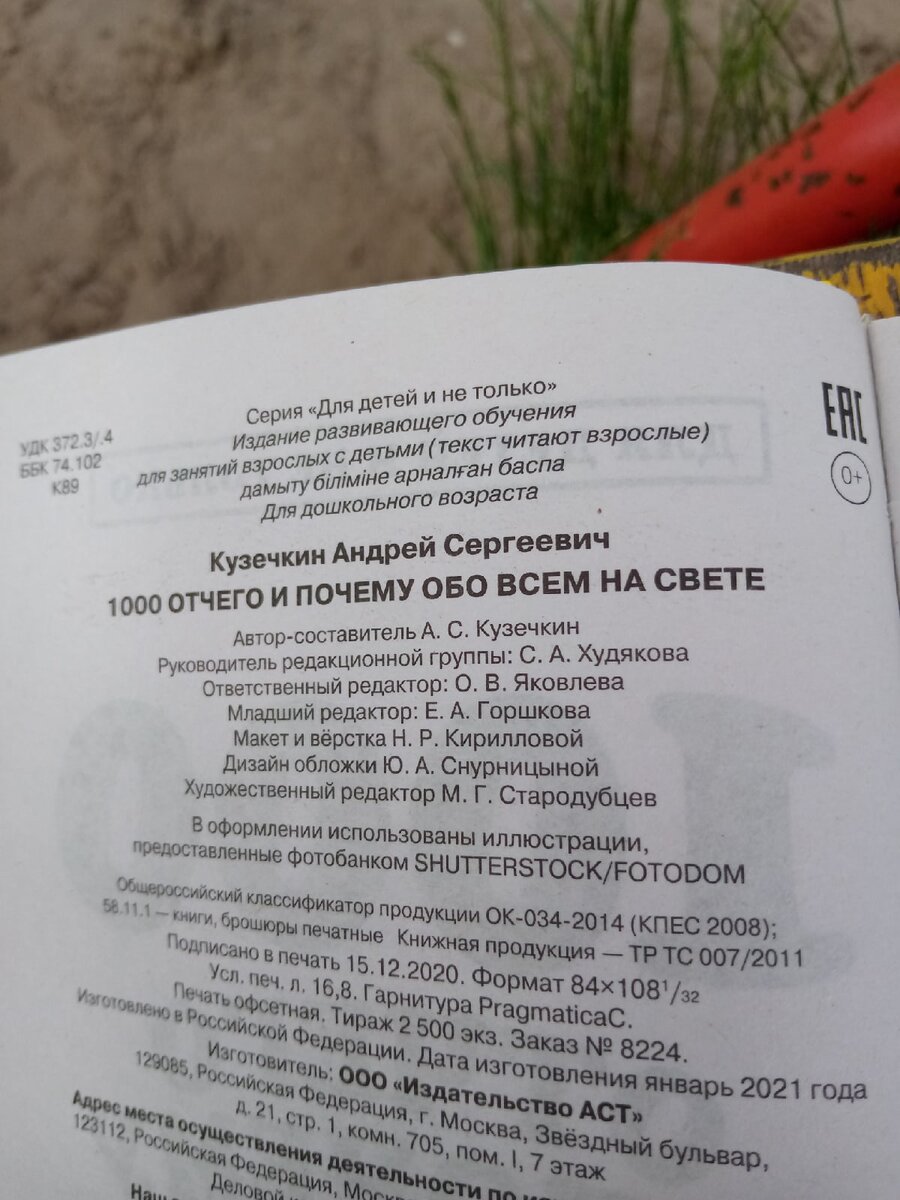 УДК 372.3/.4
ББК 74.102
К89
Серия «Для детей и не только»
Издание развивающего обучения
для занятий взрослых с детьми (текст читают взрослые)
дамыту біліміне арналған баспа
Для дошкольного возраста
EAC
0+
Кузечкин Андрей Сергеевич
1000 ОТЧЕГО И ПОЧЕМУ ОБО ВСЕМ НА СВЕТЕ
Автор-составитель А. С. Кузечкин
Руководитель редакционной группы: С. А. Худякова
Ответственный редактор: О. В. Яковлева
Младший редактор: Е. А. Горшкова
Макет и вёрстка Н. Р. Кирилловой
Дизайн обложки Ю. А. Снурницыной
Художественный редактор М. Г. Стародубцев
В оформлении использованы иллюстрации,
предоставленные фотобанком SHUTTERSTOCK/FOTODOM
Общероссийский классификатор продукции ОК-034-2014 (КПЕС 2008);
58.11.1 — книги, брошюры печатные Книжная продукция — ТР ТС 007/2011
Подписано в печать 15.12.2020. Формат 84×108¹/₃₂
Усл. печ. л. 16,8. Гарнитура PragmaticaC.
Печать офсетная. Тираж 2 500 экз. Заказ № 8224.
Изготовлено в Российской Федерации. Дата изготовления январь 2021 года
Изготовитель: ООО «Издательство АСТ»
129085, Российская Федерация, г. Москва, Звёздный бульвар,
д. 21, стр. 1, комн. 705, пом. I, 7 этаж
Адрес места осуществления деятельности по
123112, Российская Федерация, Москва
Деловой
Наш